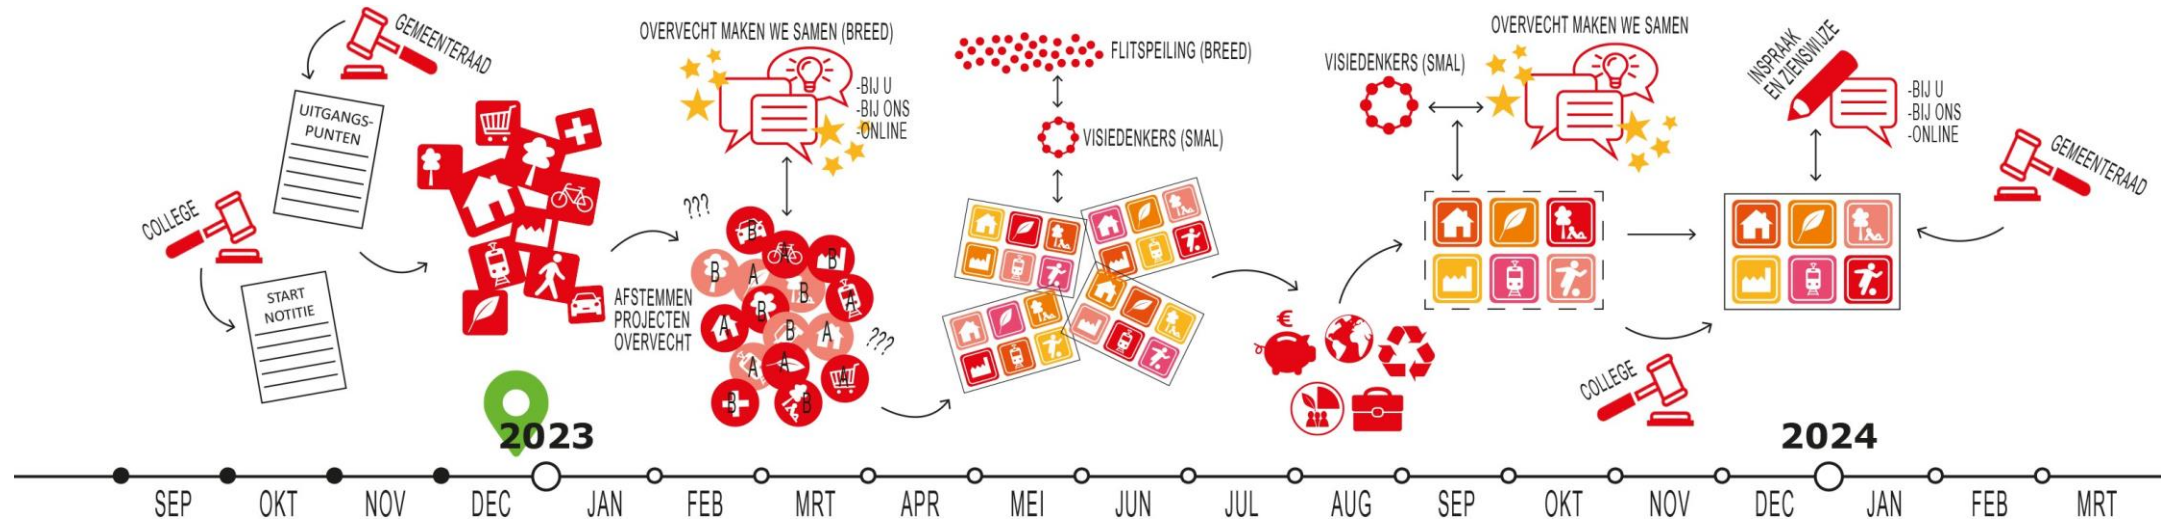 GEMEENTERAAD
UITGANGS-
PUNTEN
COLLEGE
START
NOTITIE
OVERVECHT MAKEN WE SAMEN (BREED)
-BIJ U
-BIJ ONS
-ONLINE
???
AFSTEMMEN
PROJECTEN
OVERVECHT
B
A
B
B
A
B
B
A
A
B
A
A
A
A
B
B
???
FLITSPEILING (BREED)
VISIEDENKERS (SMAL)
€
VISIEDENKERS (SMAL)
OVERVECHT MAKEN WE SAMEN
COLLEGE
INSPRAAK
EN ZIENSWIJZE
-BIJ U
-BIJ ONS
-ONLINE
GEMEENTERAAD
2023
2024
SEP OKT NOV DEC JAN FEB MRT APR MEI JUN JUL AUG SEP OKT NOV DEC JAN FEB MRT